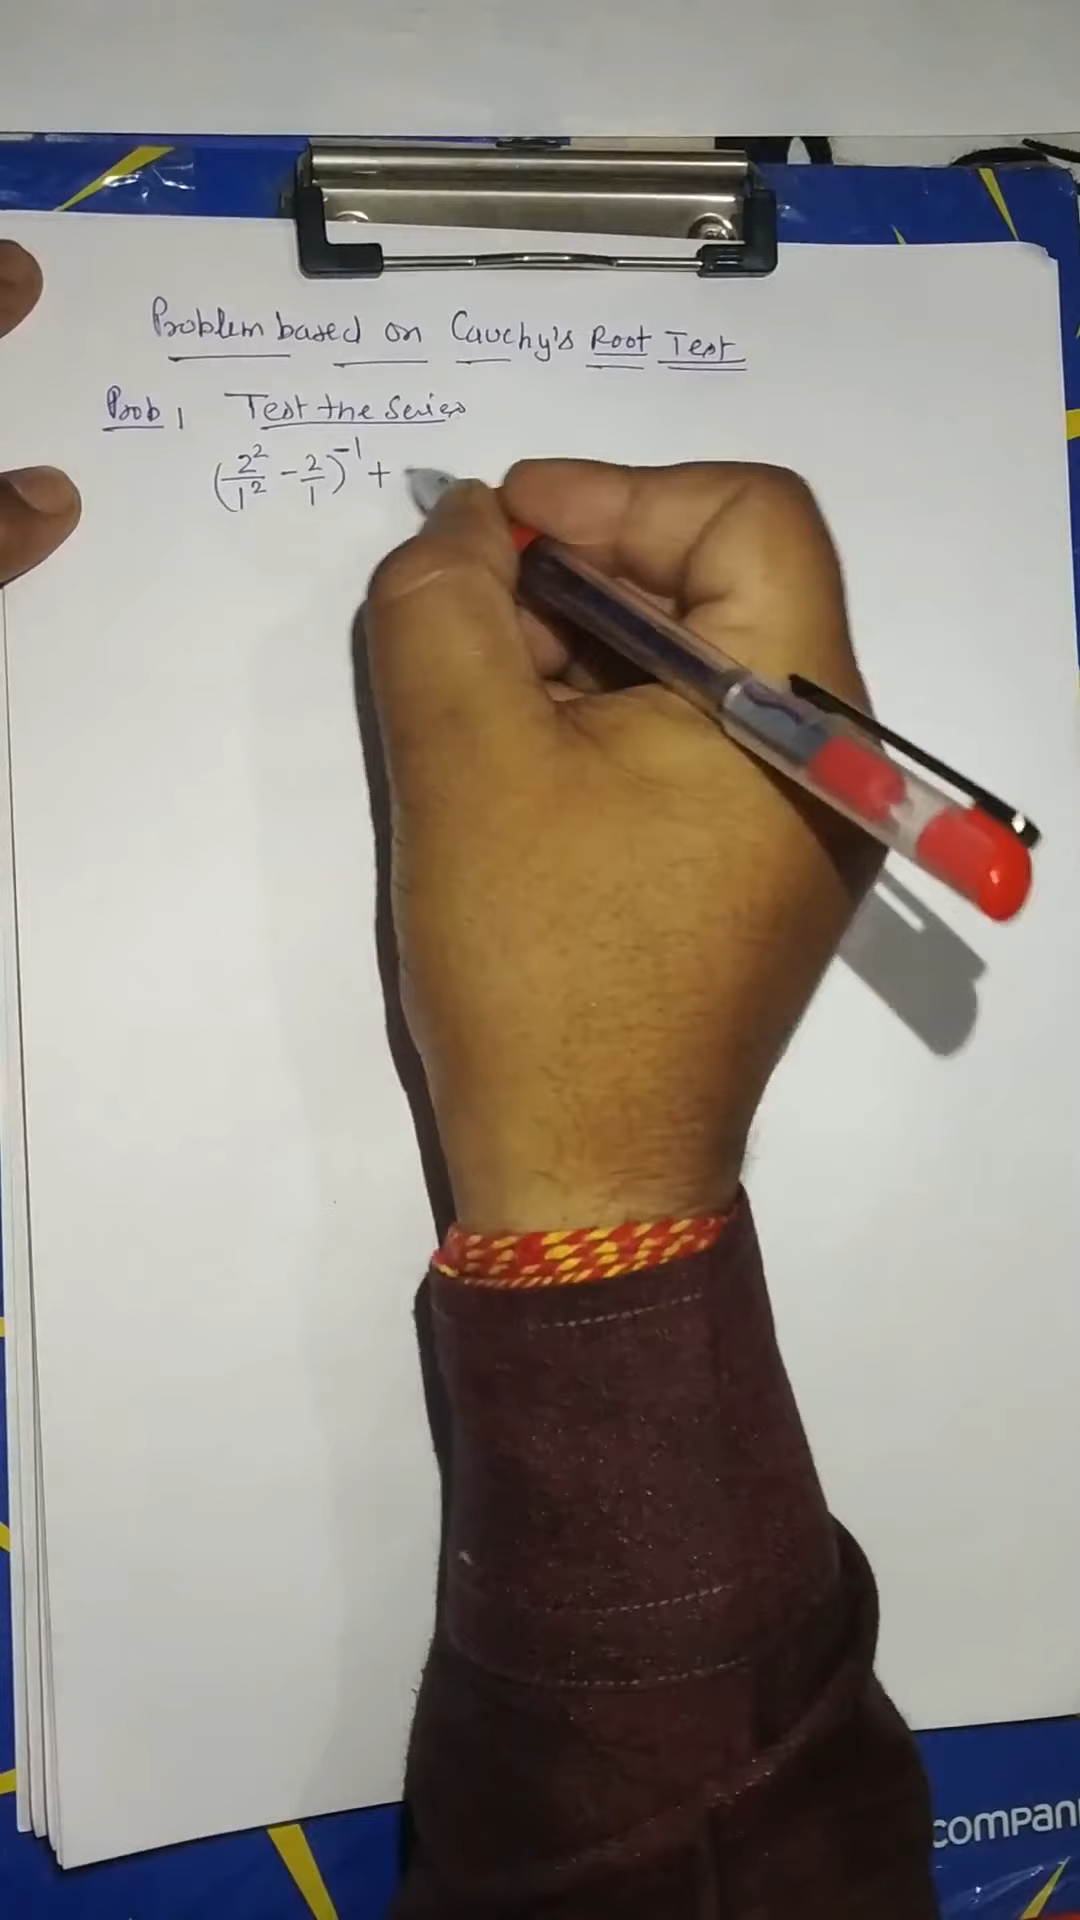 Problem based on Cauchy's Root Test
Prob 1 Test the Series
(2²/1² - 2/1)⁻¹ +
compan